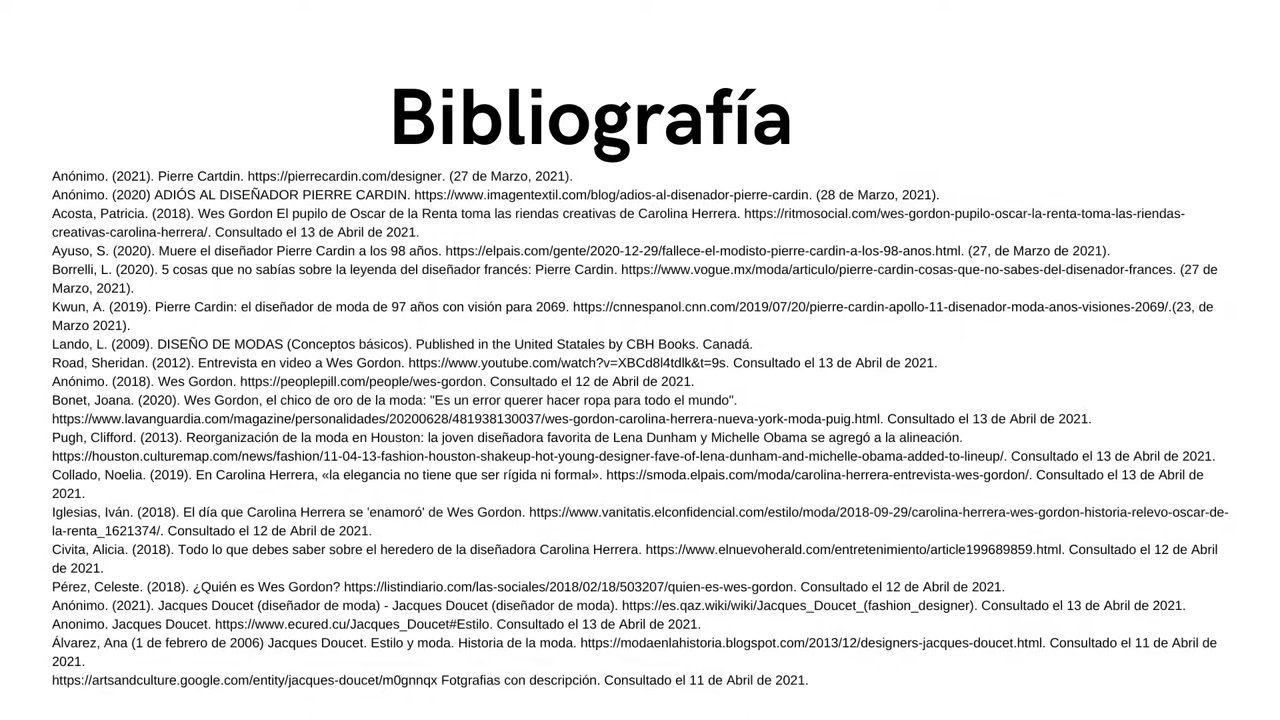 Bibliografía
Anónimo. (2021). Pierre Cartdin. https://pierrecardin.com/designer. (27 de Marzo, 2021).
Anónimo. (2020) ADIÓS AL DISEÑADOR PIERRE CARDIN. https://www.imagentextil.com/blog/adios-al-disenador-pierre-cardin. (28 de Marzo, 2021).
Acosta, Patricia. (2018). Wes Gordon El pupilo de Oscar de la Renta toma las riendas creativas de Carolina Herrera. https://ritmosocial.com/wes-gordon-pupilo-oscar-la-renta-toma-las-riendas-
creativas-carolina-herrera/. Consultado el 13 de Abril de 2021.
Ayuso, S. (2020). Muere el diseñador Pierre Cardin a los 98 años. https://elpais.com/gente/2020-12-29/fallece-el-modisto-pierre-cardin-a-los-98-anos.html. (27, de Marzo de 2021).
Borrelli, L. (2020). 5 cosas que no sabías sobre la leyenda del diseñador francés: Pierre Cardin. https://www.vogue.mx/moda/articulo/pierre-cardin-cosas-que-no-sabes-del-disenador-frances. (27 de
Marzo, 2021).
Kwun, A. (2019). Pierre Cardin: el diseñador de moda de 97 años con visión para 2069. https://cnnespanol.cnn.com/2019/07/20/pierre-cardin-apollo-11-disenador-moda-anos-visiones-2069/.(23, de
Marzo 2021).
Lando, L. (2009). DISEÑO DE MODAS (Conceptos básicos). Published in the United Statales by CBH Books. Canadá.
Road, Sheridan. (2012). Entrevista en video a Wes Gordon. https://www.youtube.com/watch?v=XBCd8l4tdlk&t=9s. Consultado el 13 de Abril de 2021.
Anónimo. (2018). Wes Gordon. https://peoplepill.com/people/wes-gordon. Consultado el 12 de Abril de 2021.
Bonet, Joana. (2020). Wes Gordon, el chico de oro de la moda: "Es un error querer hacer ropa para todo el mundo".
https://www.lavanguardia.com/magazine/personalidades/20200628/481938130037/wes-gordon-carolina-herrera-nueva-york-moda-puig.html. Consultado el 13 de Abril de 2021.
Pugh, Clifford. (2013). Reorganización de la moda en Houston: la joven diseñadora favorita de Lena Dunham y Michelle Obama se agregó a la alineación.
https://houston.culturemap.com/news/fashion/11-04-13-fashion-houston-shakeup-hot-young-designer-fave-of-lena-dunham-and-michelle-obama-added-to-lineup/. Consultado el 13 de Abril de 2021.
Collado, Noelia. (2019). En Carolina Herrera, «la elegancia no tiene que ser rígida ni formal». https://smoda.elpais.com/moda/carolina-herrera-entrevista-wes-gordon/. Consultado el 13 de Abril de
2021.
Iglesias, Iván. (2018). El día que Carolina Herrera se 'enamoró' de Wes Gordon. https://www.vanitatis.elconfidencial.com/estilo/moda/2018-09-29/carolina-herrera-wes-gordon-historia-relevo-oscar-de-
la-renta_1621374/. Consultado el 12 de Abril de 2021.
Civita, Alicia. (2018). Todo lo que debes saber sobre el heredero de la diseñadora Carolina Herrera. https://www.elnuevoherald.com/entretenimiento/article199689859.html. Consultado el 12 de Abril
de 2021.
Pérez, Celeste. (2018). ¿Quién es Wes Gordon? https://listindiario.com/las-sociales/2018/02/18/503207/quien-es-wes-gordon. Consultado el 12 de Abril de 2021.
Anónimo. (2021). Jacques Doucet (diseñador de moda) - Jacques Doucet (diseñador de moda). https://es.qaz.wiki/wiki/Jacques_Doucet_(fashion_designer). Consultado el 13 de Abril de 2021.
Anonimo. Jacques Doucet. https://www.ecured.cu/Jacques_Doucet#Estilo. Consultado el 13 de Abril de 2021.
Álvarez, Ana (1 de febrero de 2006) Jacques Doucet. Estilo y moda. Historia de la moda. https://modaenlahistoria.blogspot.com/2013/12/designers-jacques-doucet.html. Consultado el 11 de Abril de
2021.
https://artsandculture.google.com/entity/jacques-doucet/m0gnnqx Fotgrafias con descripción. Consultado el 11 de Abril de 2021.